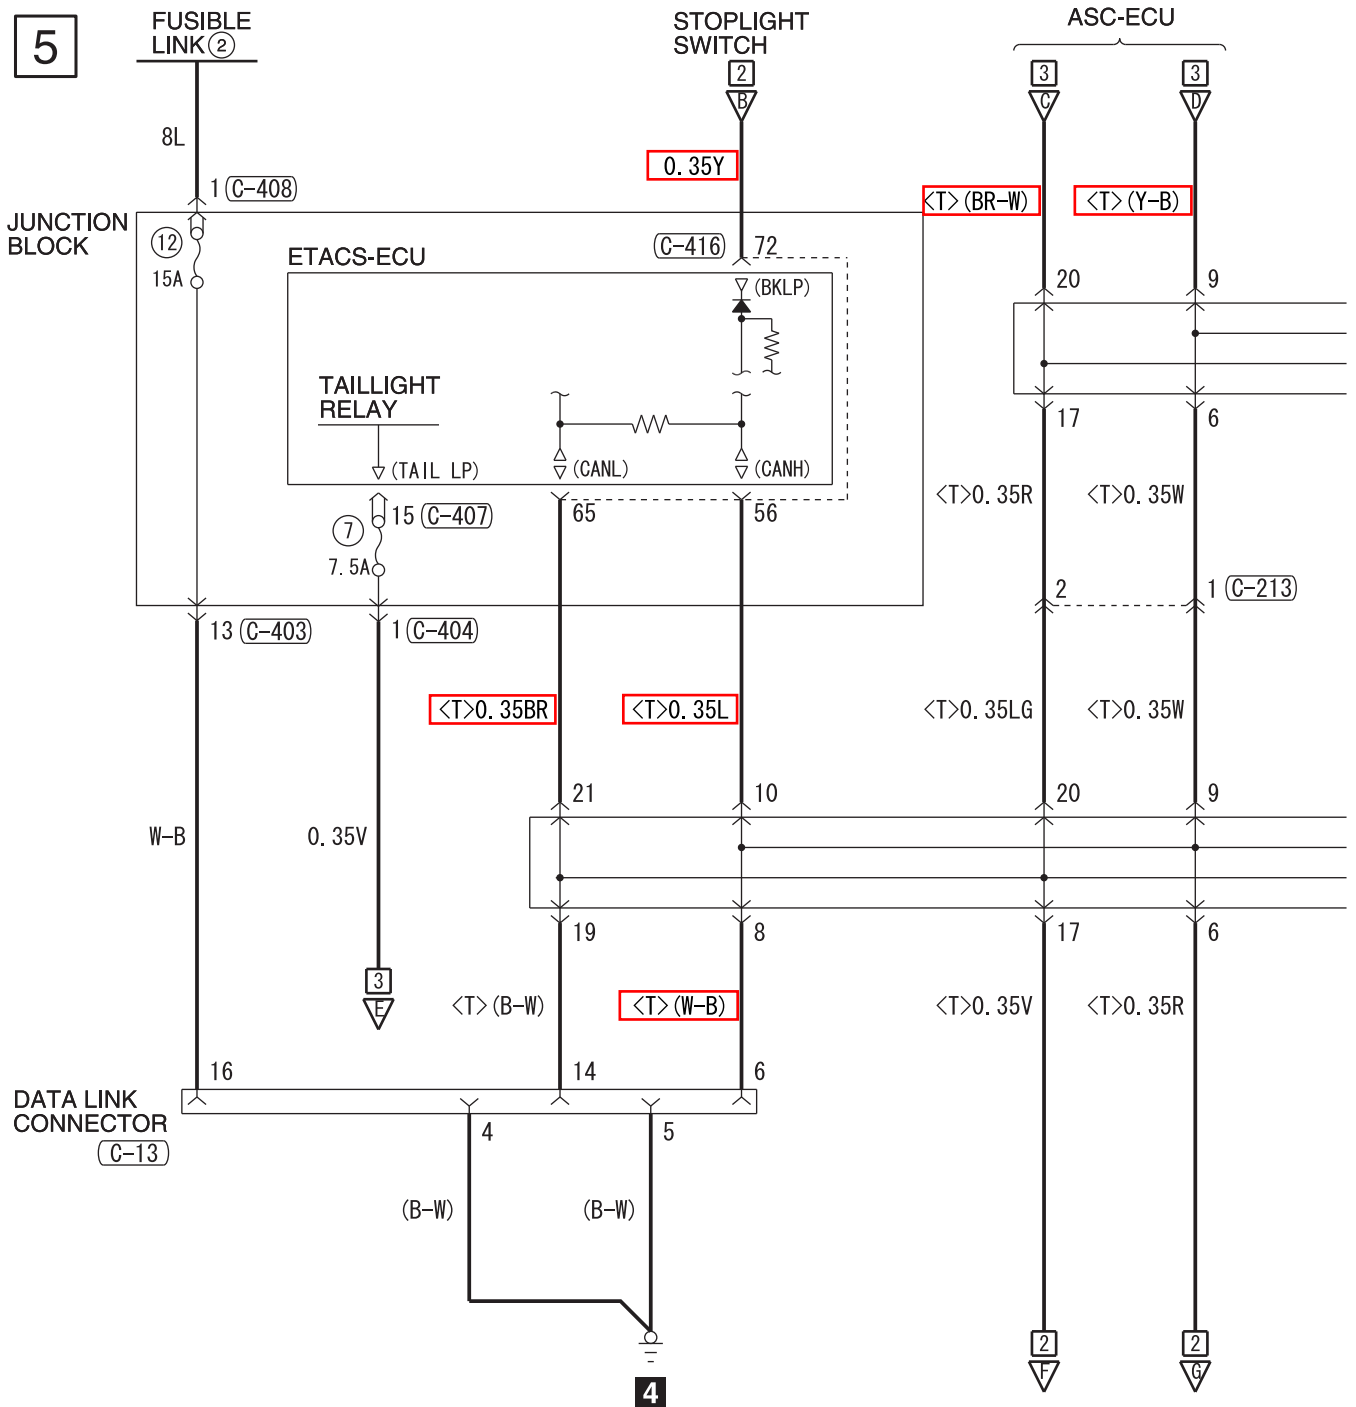 5
FUSIBLE
LINK 2
STOPLIGHT
SWITCH
ASC-ECU
2
B
3
C
3
D
8L
0.35Y
1 C-408
<T>(BR-W)
<T>(Y-B)
JUNCTION
BLOCK
12
15A
ETACS-ECU
C-416 72
(BKLP)
20
9
TAILLIGHT
RELAY
(TAIL LP)
(CANL)
(CANH)
17
6
15 C-407
7
7.5A
65
56
<T>0.35R
<T>0.35W
2
1 C-213
13 C-403
1 C-404
<T>0.35BR
<T>0.35L
<T>0.35LG
<T>0.35W
21
10
20
9
W-B
0.35V
19
8
17
6
3
E
<T>(B-W)
<T>(W-B)
<T>0.35V
<T>0.35R
16
14
6
DATA LINK
CONNECTOR
C-13
4
5
(B-W)
(B-W)
2
F
2
G
4